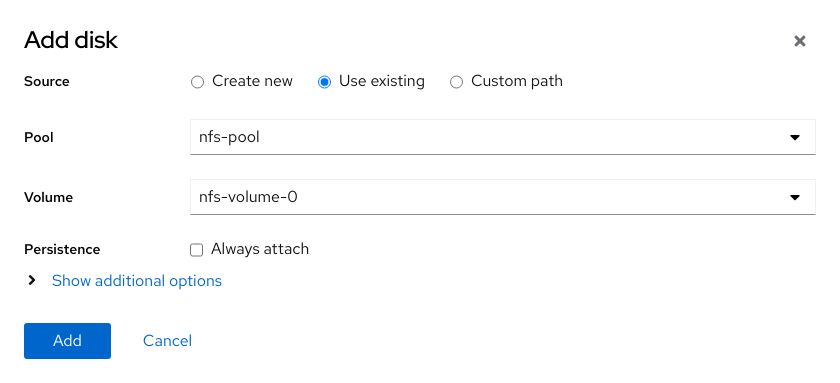 Add disk
Source Create new Use existing Custom path
Pool nfs-pool
Volume nfs-volume-0
Persistence Always attach
Show additional options
Add Cancel